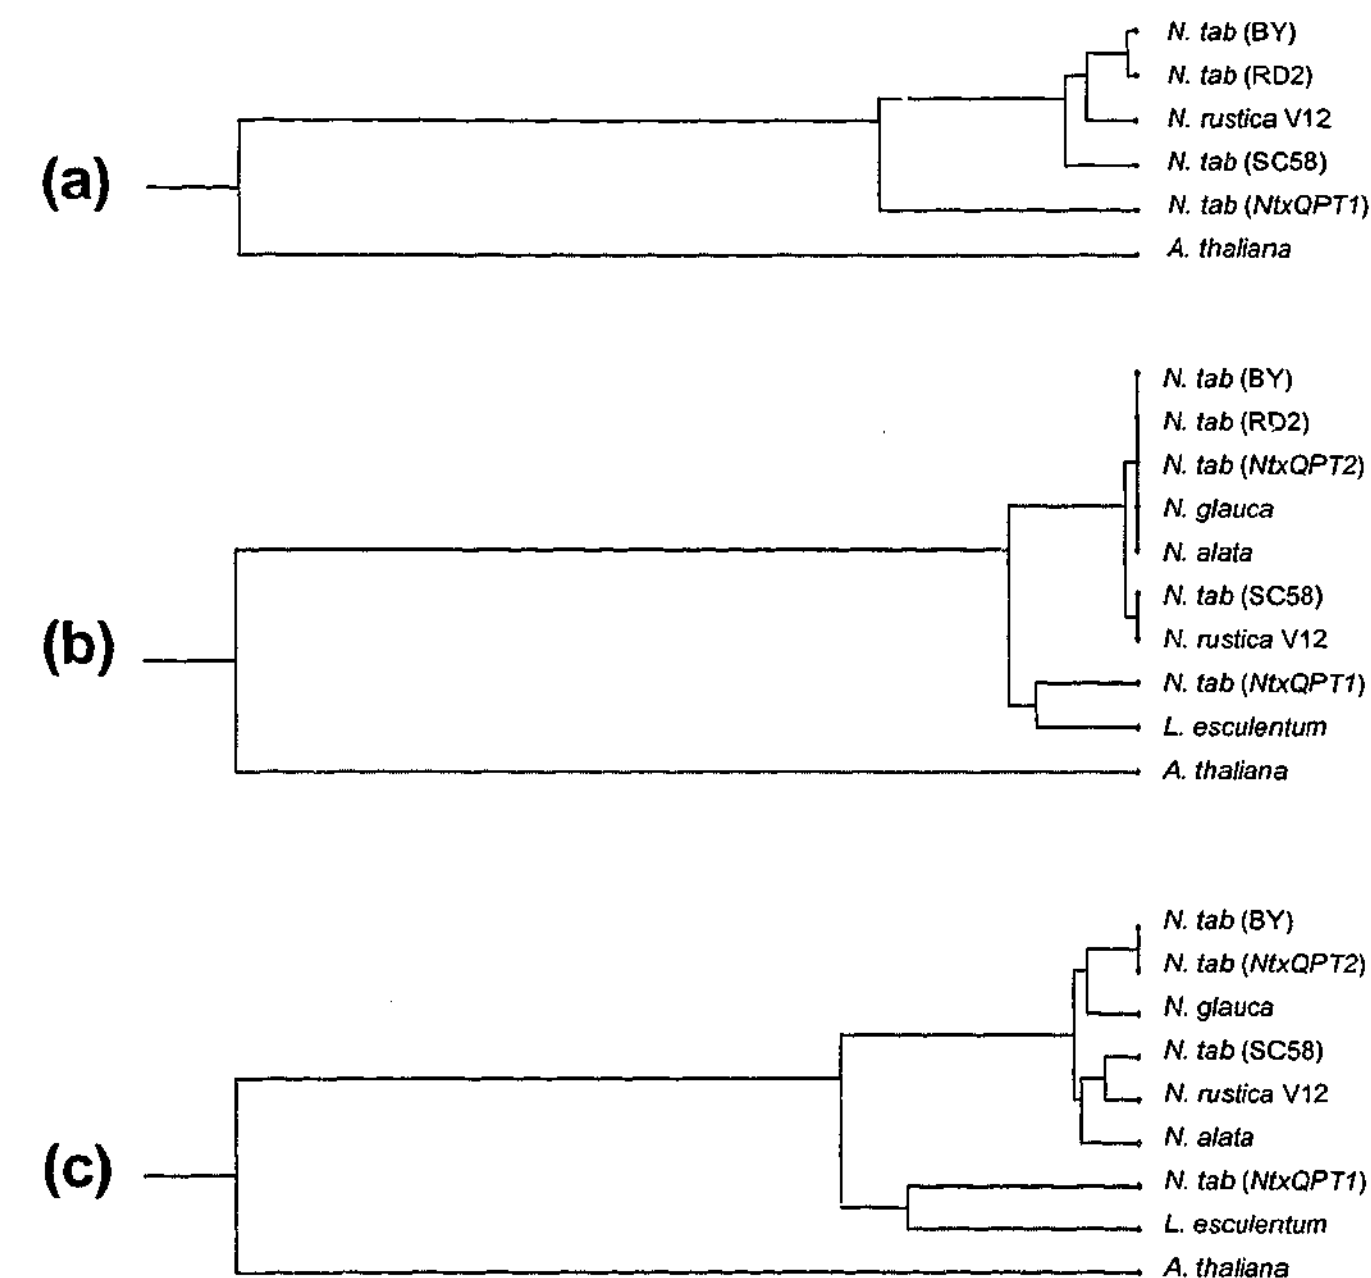 N. tab (BY)
N. tab (RD2)
N. rustica V12
(a)
N. tab (SC58)
N. tab (NtxQPT1)
A. thaliana
N. tab (BY)
N. tab (RD2)
N. tab (NtxQPT2)
N. glauca
N. alata
N. tab (SC58)
(b)
N. rustica V12
N. tab (NtxQPT1)
L. esculentum
A. thaliana
N. tab (BY)
N. tab (NtxQPT2)
N. glauca
N. tab (SC58)
N. rustica V12
N. alata
(c)
N. tab (NtxQPT1)
L. esculentum
A. thaliana